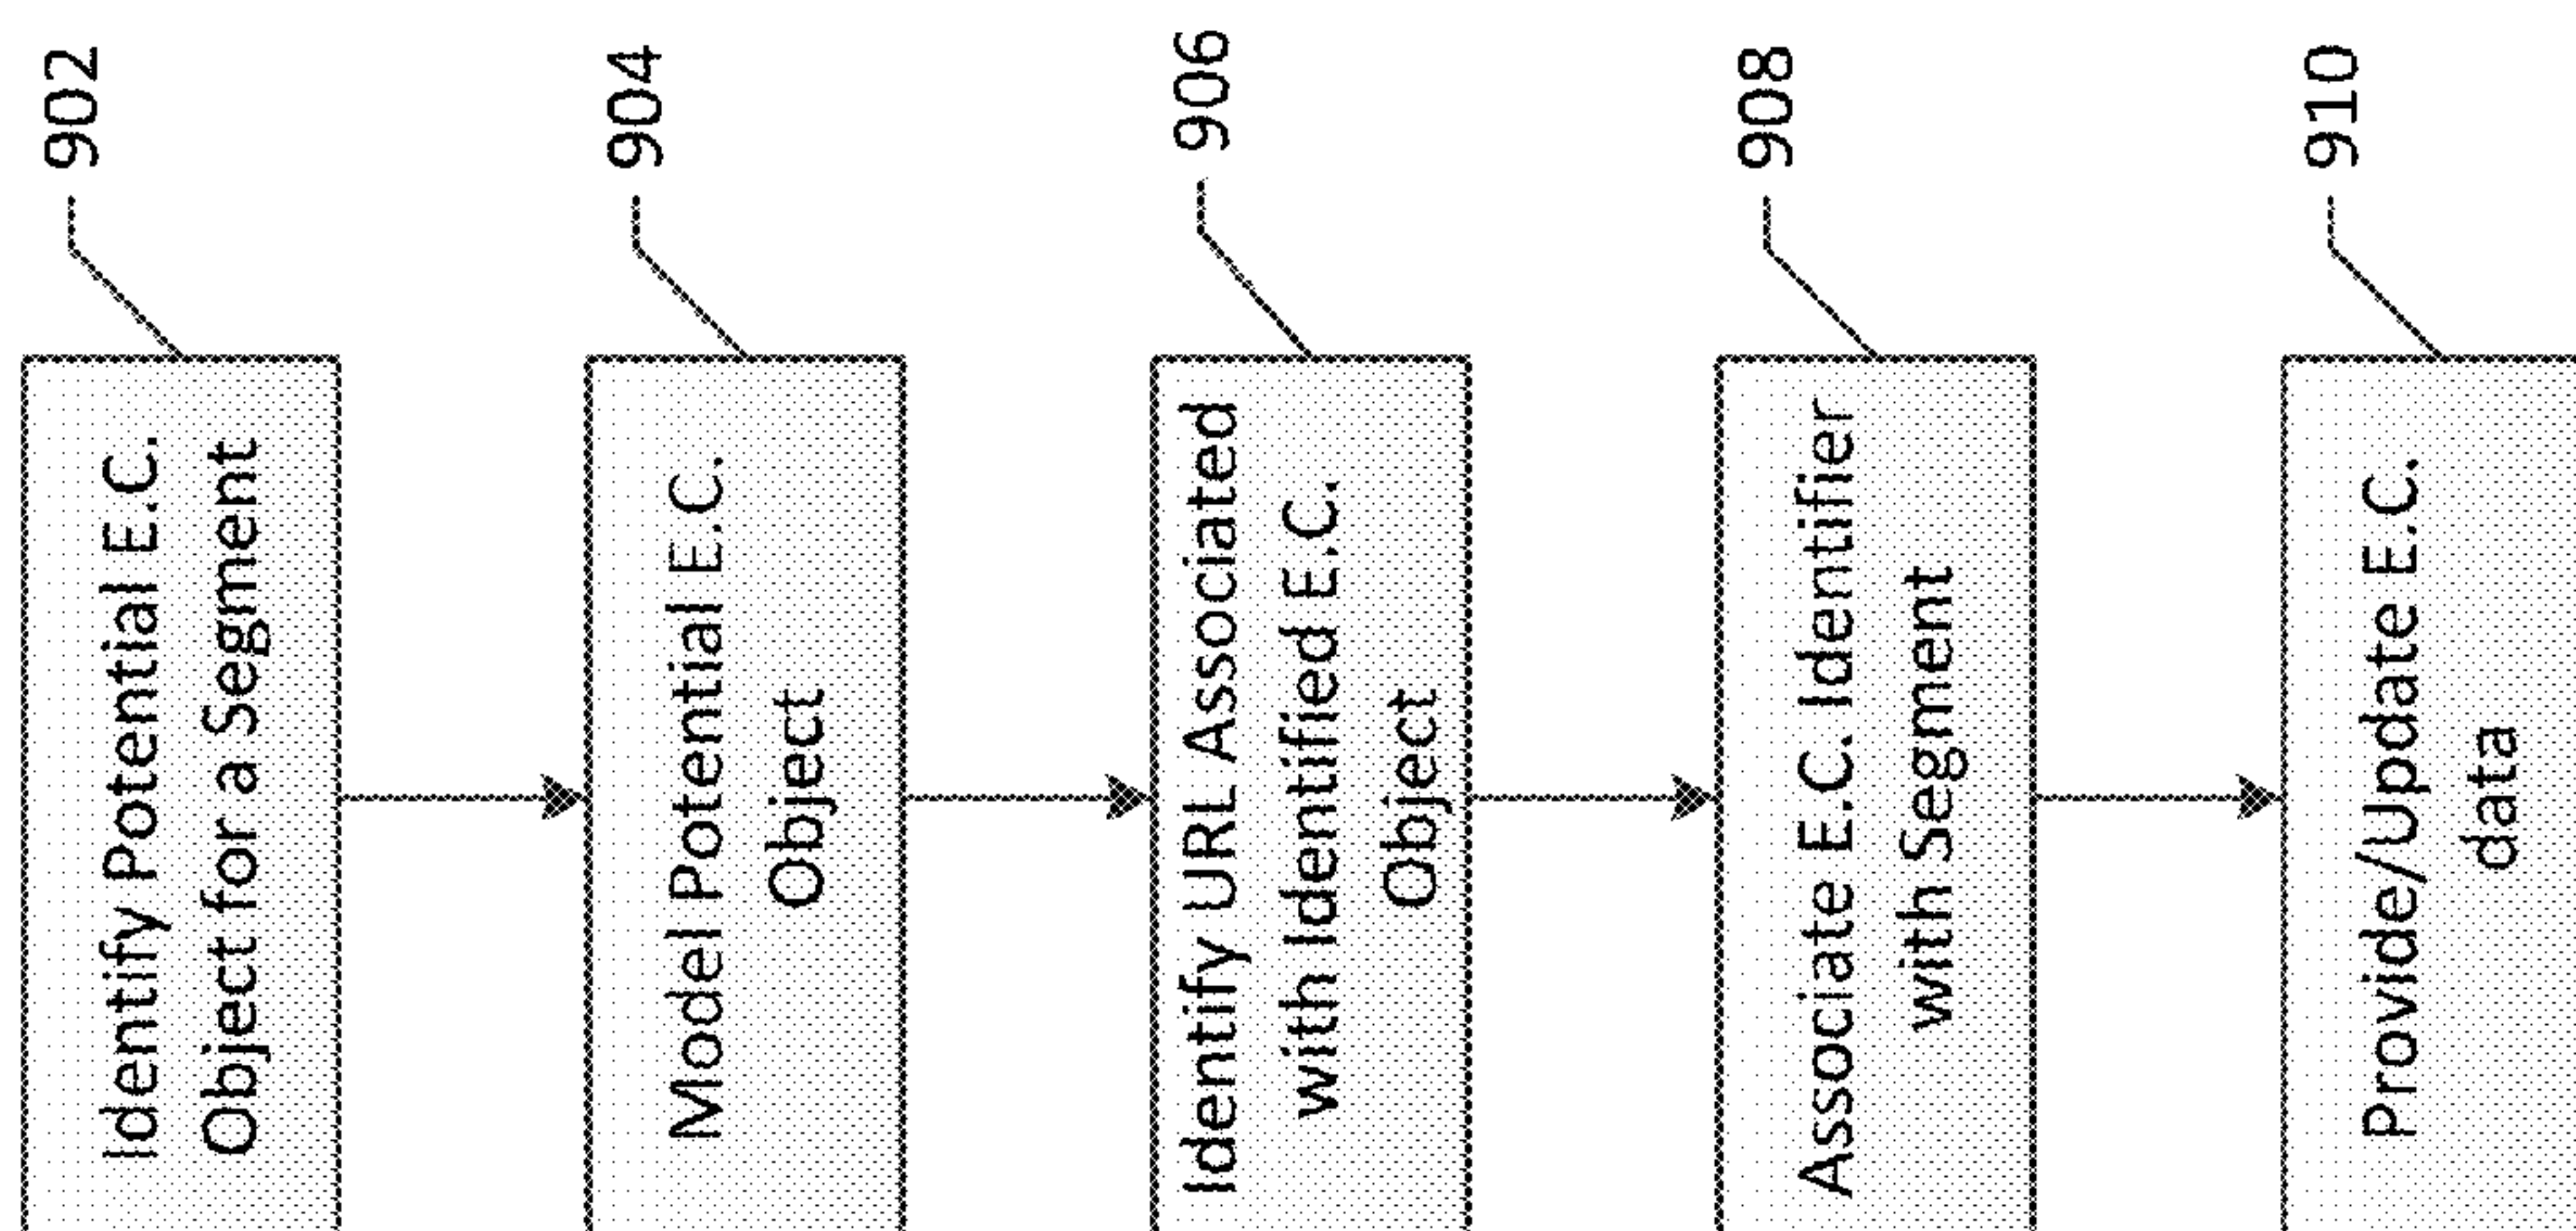 902
Identify Potential E.C.
Object for a Segment
904
Model Potential E.C.
Object
906
Identify URL Associated
with Identified E.C.
Object
908
Associate E.C. Identifier
with Segment
910
Provide/Update E.C.
data